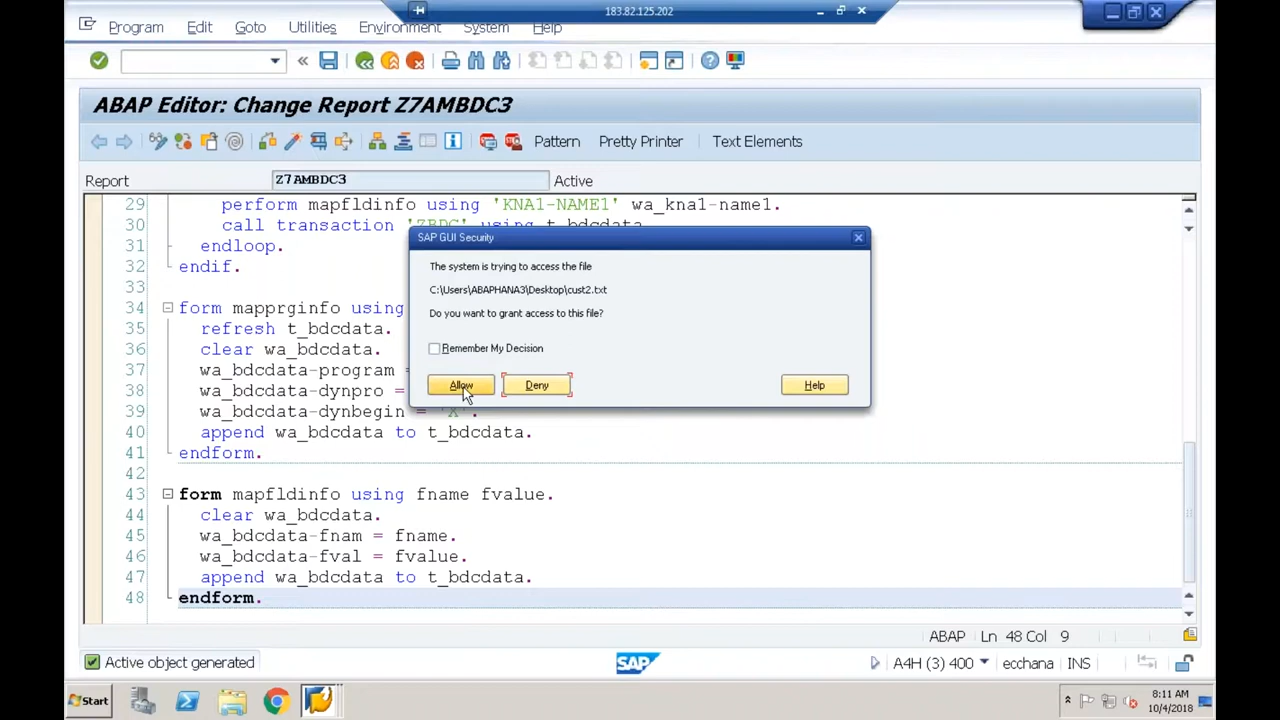 183.82.125.202
Program Edit Goto Utilities Environment System Help
ABAP Editor: Change Report Z7AMBDC3
Pattern Pretty Printer Text Elements
Report Z7AMBDC3 Active
29 perform mapfldinfo using 'KNA1-NAME1' wa_kna1-name1.
30 call transaction 'ZBDC' using t_bdcdata
31 endloop.
32 endif.
33
34 form mapprginfo using
35 refresh t_bdcdata.
36 clear wa_bdcdata.
37 wa_bdcdata-program =
38 wa_bdcdata-dynpro =
39 wa_bdcdata-dynbegin = 'X'.
40 append wa_bdcdata to t_bdcdata.
41 endform.
42
43 form mapfldinfo using fname fvalue.
44 clear wa_bdcdata.
45 wa_bdcdata-fnam = fname.
46 wa_bdcdata-fval = fvalue.
47 append wa_bdcdata to t_bdcdata.
48 endform.
SAP GUI Security
The system is trying to access the file
C:\Users\ABAPHANA3\Desktop\cust2.txt
Do you want to grant access to this file?
Remember My Decision
Allow Deny Help
ABAP Ln 48 Col 9
Active object generated SAP A4H (3) 400 ecchana INS
Start 8:11 AM
10/4/2018